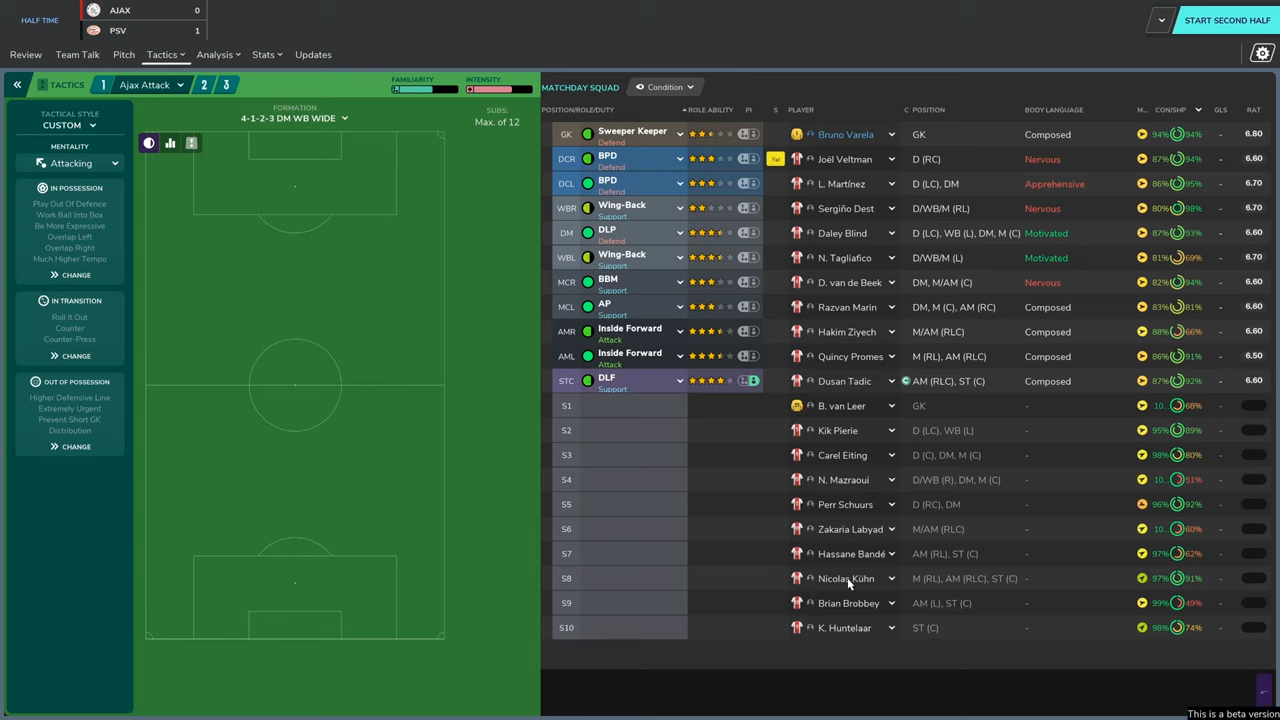 HALF TIME
AJAX 0
PSV 1
START SECOND HALF
Review Team Talk Pitch Tactics Analysis Stats Updates
TACTICS 1 Ajax Attack 2 3
FAMILIARITY INTENSITY
TACTICAL STYLE
CUSTOM
MENTALITY
Attacking
IN POSSESSION
Play Out Of Defence
Work Ball Into Box
Be More Expressive
Overlap Left
Overlap Right
Much Higher Tempo
CHANGE
IN TRANSITION
Roll It Out
Counter
Counter-Press
CHANGE
OUT OF POSSESSION
Higher Defensive Line
Extremely Urgent
Prevent Short GK
Distribution
CHANGE
FORMATION
4-1-2-3 DM WB WIDE
SUBS:
Max. of 12
MATCHDAY SQUAD Condition
POSITION/ROLE/DUTY ROLE ABILITY PI S PLAYER C POSITION BODY LANGUAGE M... CON/SHP GLS RAT
GK Sweeper Keeper Defend Bruno Varela GK Composed 94% 94% - 6.80
DCR BPD Defend Yel Joël Veltman D (RC) Nervous 87% 94% - 6.60
DCL BPD Defend L. Martínez D (LC), DM Apprehensive 86% 95% - 6.70
WBR Wing-Back Support Sergiño Dest D/WB/M (RL) Nervous 80% 98% - 6.70
DM DLP Defend Daley Blind D (LC), WB (L), DM, M (C) Motivated 87% 93% - 6.60
WBL Wing-Back Support N. Tagliafico D/WB/M (L) Motivated 81% 69% - 6.70
MCR BBM Support D. van de Beek DM, M/AM (C) Nervous 82% 94% - 6.60
MCL AP Support Razvan Marin DM, M (C), AM (RC) Composed 83% 81% - 6.60
AMR Inside Forward Attack Hakim Ziyech M/AM (RLC) Composed 88% 66% - 6.60
AML Inside Forward Attack Quincy Promes M (RL), AM (RLC) Composed 86% 91% - 6.50
STC DLF Support Dusan Tadic C AM (RLC), ST (C) Composed 87% 92% - 6.60
S1 B. van Leer GK - 10... 68% -
S2 Kik Pierie D (LC), WB (L) - 95% 89% -
S3 Carel Eiting D (C), DM, M (C) - 98% 80% -
S4 N. Mazraoui D/WB (R), DM, M (C) - 10... 51% -
S5 Perr Schuurs D (RC), DM - 96% 92% -
S6 Zakaria Labyad M/AM (RLC) - 10... 60% -
S7 Hassane Bandé AM (RL), ST (C) - 97% 62% -
S8 Nicolas Kühn M (RL), AM (RLC), ST (C) - 97% 91% -
S9 Brian Brobbey AM (L), ST (C) - 99% 49% -
S10 K. Huntelaar ST (C) - 98% 74% -
This is a beta version